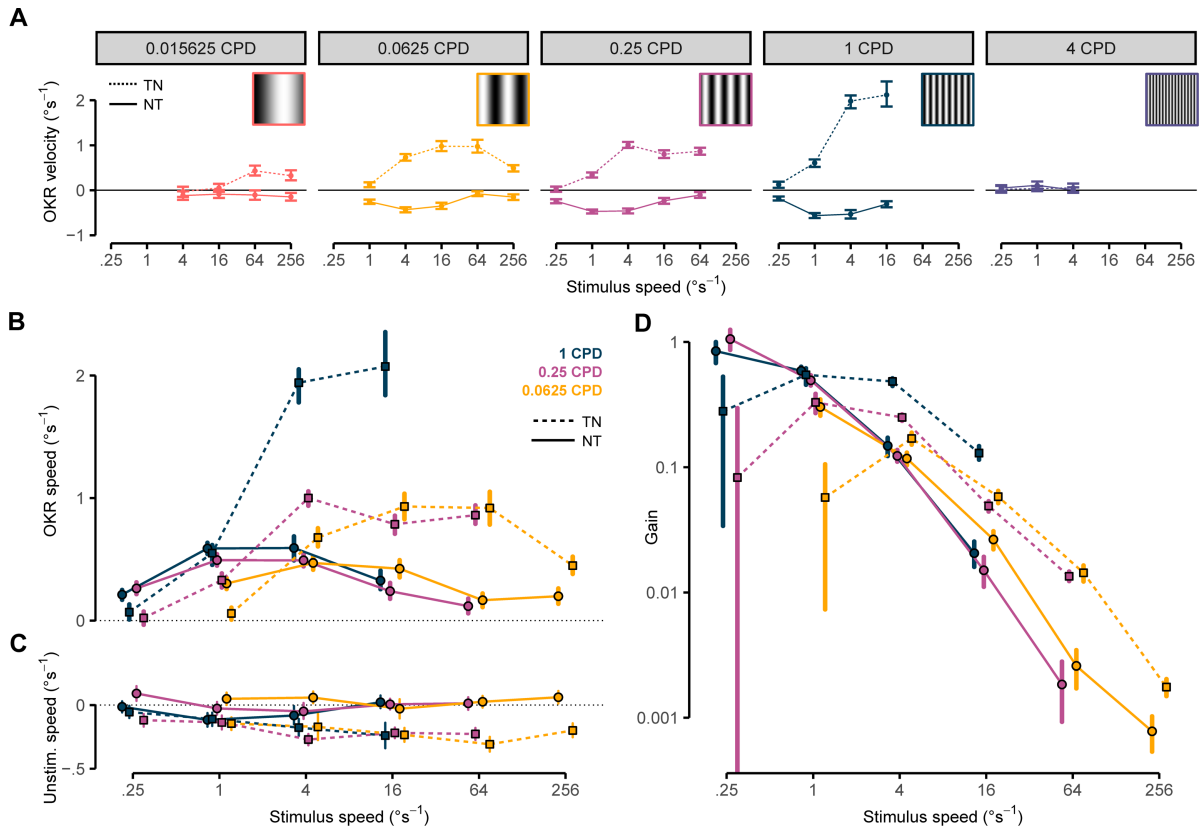 A
0.015625 CPD
0.0625 CPD
0.25 CPD
1 CPD
4 CPD
TN
NT
OKR velocity (°s⁻¹)
2
1
0
−1
.25 1 4 16 64 256
.25 1 4 16 64 256
.25 1 4 16 64 256
.25 1 4 16 64 256
.25 1 4 16 64 256
Stimulus speed (°s⁻¹)
B
OKR speed (°s⁻¹)
2
1
0
1 CPD
0.25 CPD
0.0625 CPD
TN
NT
C
Unstim. speed (°s⁻¹)
0
−.5
.25 1 4 16 64 256
Stimulus speed (°s⁻¹)
D
Gain
1
0.1
0.01
0.001
.25 1 4 16 64 256
Stimulus speed (°s⁻¹)